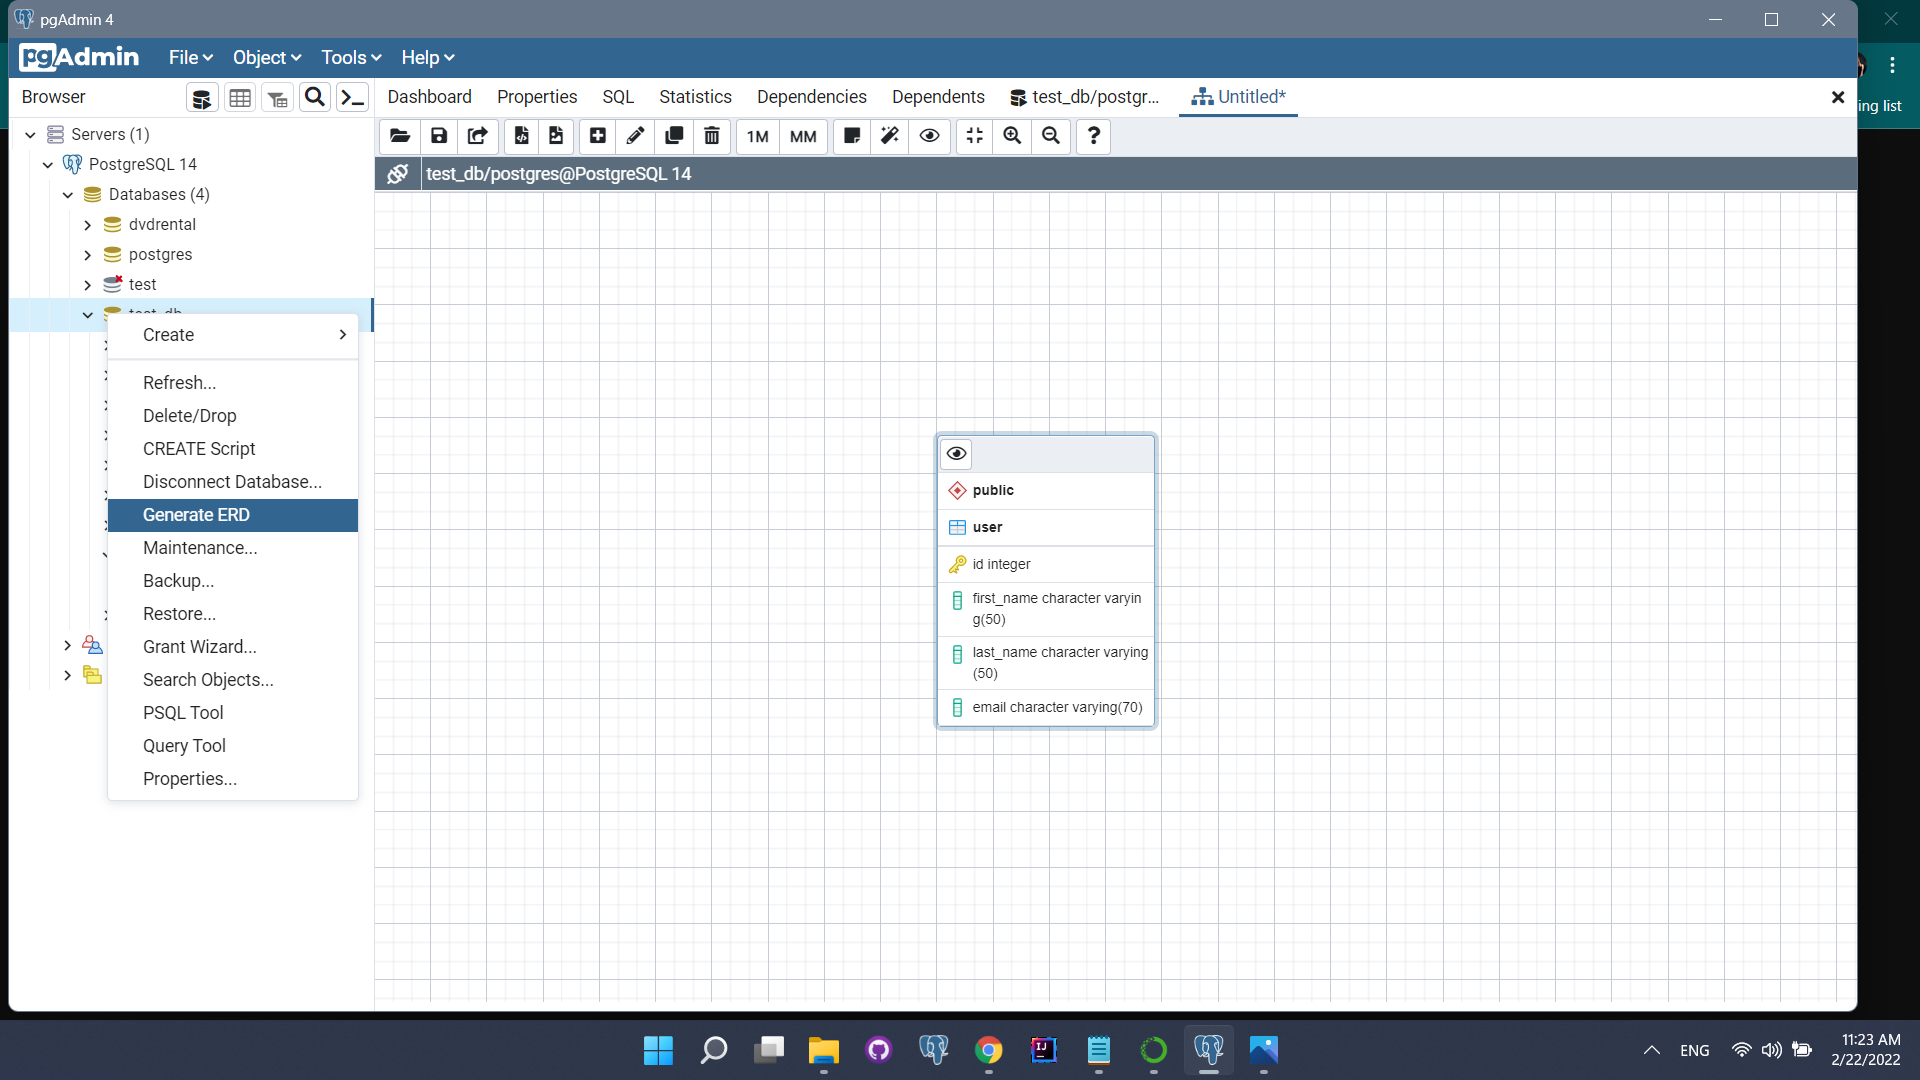 pgAdmin 4
pgAdmin
File Object Tools Help
ing list
Browser
Dashboard Properties SQL Statistics Dependencies Dependents test_db/postgr... Untitled*
1M MM ?
test_db/postgres@PostgreSQL 14
Servers (1)
PostgreSQL 14
Databases (4)
dvdrental
postgres
test
test_db
Create
Refresh...
Delete/Drop
CREATE Script
Disconnect Database...
Generate ERD
Maintenance...
Backup...
Restore...
Grant Wizard...
Search Objects...
PSQL Tool
Query Tool
Properties...
public
user
id integer
first_name character varyin
g(50)
last_name character varying
(50)
email character varying(70)
IJ
ENG
11:23 AM
2/22/2022